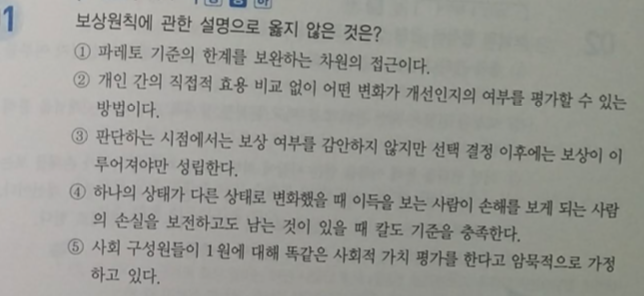 1
상 중 하
보상원칙에 관한 설명으로 옳지 않은 것은?
① 파레토 기준의 한계를 보완하는 차원의 접근이다.
② 개인 간의 직접적 효용 비교 없이 어떤 변화가 개선인지의 여부를 평가할 수 있는
방법이다.
③ 판단하는 시점에서는 보상 여부를 감안하지 않지만 선택 결정 이후에는 보상이 이
루어져야만 성립한다.
④ 하나의 상태가 다른 상태로 변화했을 때 이득을 보는 사람이 손해를 보게 되는 사람
의 손실을 보전하고도 남는 것이 있을 때 칼도 기준을 충족한다.
⑤ 사회 구성원들이 1원에 대해 똑같은 사회적 가치 평가를 한다고 암묵적으로 가정
하고 있다.